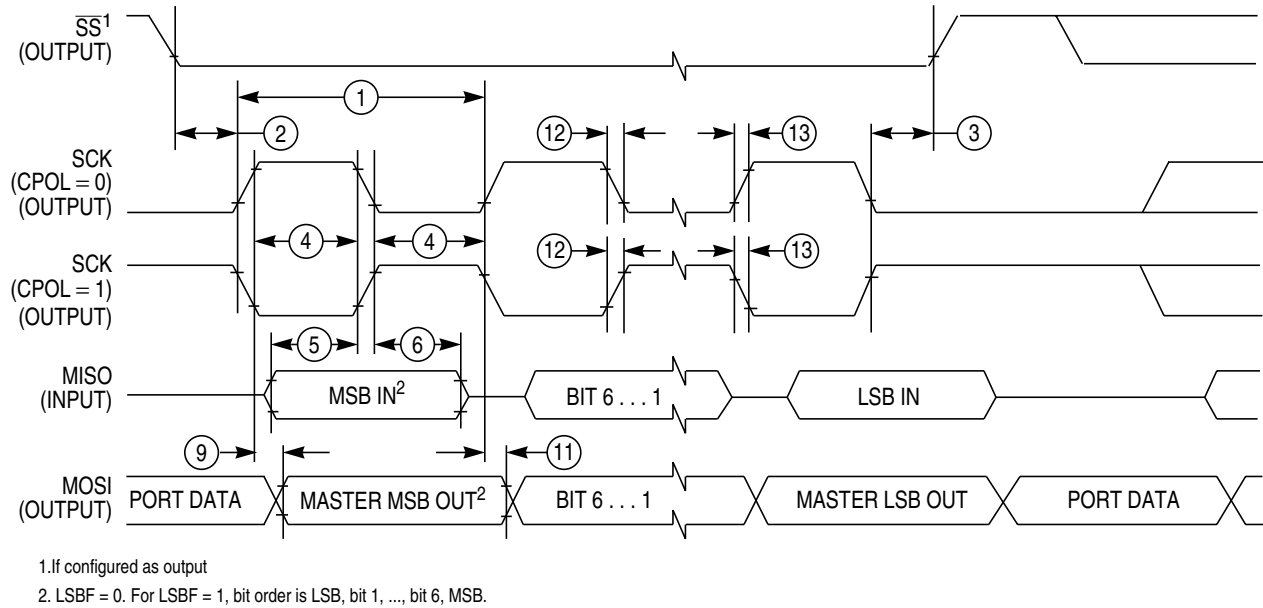 SS1
(OUTPUT)
1
2
12
13
3
SCK
(CPOL = 0)
(OUTPUT)
4
4
SCK
(CPOL = 1)
(OUTPUT)
12
13
5
6
MISO
(INPUT)
MSB IN2
BIT 6 . . . 1
LSB IN
9
11
MOSI
(OUTPUT)
PORT DATA
MASTER MSB OUT2
BIT 6 . . . 1
MASTER LSB OUT
PORT DATA
1.If configured as output
2. LSBF = 0. For LSBF = 1, bit order is LSB, bit 1, ..., bit 6, MSB.